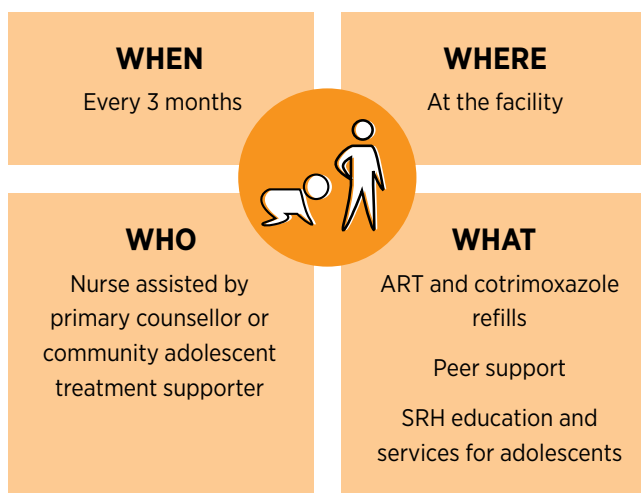 WHEN
Every 3 months
WHERE
At the facility
WHO
Nurse assisted by
primary counsellor or
community adolescent
treatment supporter
WHAT
ART and cotrimoxazole
refills
Peer support
SRH education and
services for adolescents